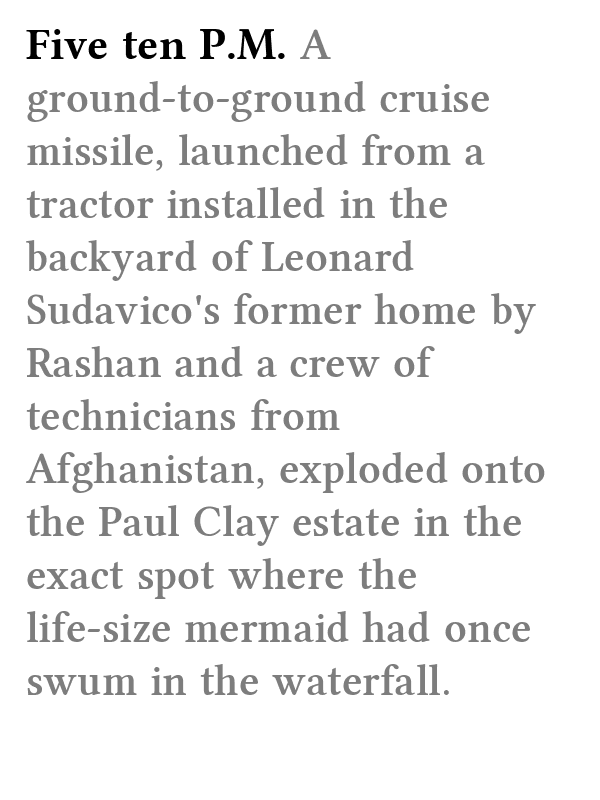 Five ten P.M. A
ground-to-ground cruise
missile, launched from a
tractor installed in the
backyard of Leonard
Sudavico's former home by
Rashan and a crew of
technicians from
Afghanistan, exploded onto
the Paul Clay estate in the
exact spot where the
life-size mermaid had once
swum in the waterfall.